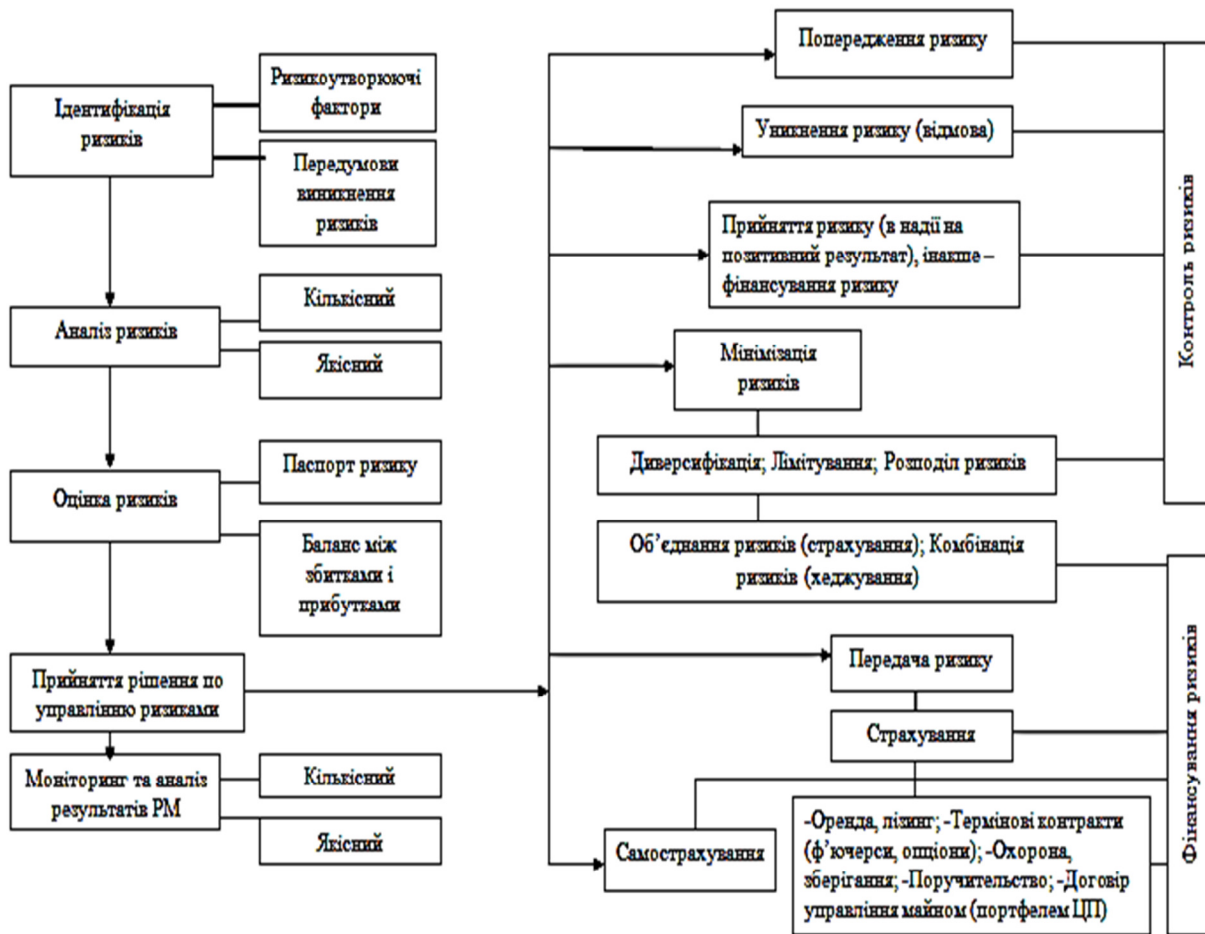 Ідентифікація
ризиків
Ризикоутворюючі
фактори
Передумови
виникнення
ризиків
Аналіз ризиків
Кількісний
Якісний
Оцінка ризиків
Паспорт ризику
Баланс між
збитками і
прибутками
Прийняття рішення по
управлінню ризиками
Моніторинг та аналіз
результатів РМ
Кількісний
Якісний
Попередження ризику
Уникнення ризику (відмова)
Прийняття ризику (в надії на
позитивний результат), інакше –
фінансування ризику
Мінімізація
ризиків
Диверсифікація; Лімітування; Розподіл ризиків
Об’єднання ризиків (страхування); Комбінація
ризиків (хеджування)
Передача ризику
Страхування
Самострахування
-Оренда, лізинг; -Термінові контракти
(ф’ючерси, опціони); -Охорона,
зберігання; -Поручительство; -Договір
управління майном (портфелем ЦП)
Контроль ризиків
Фінансування ризиків